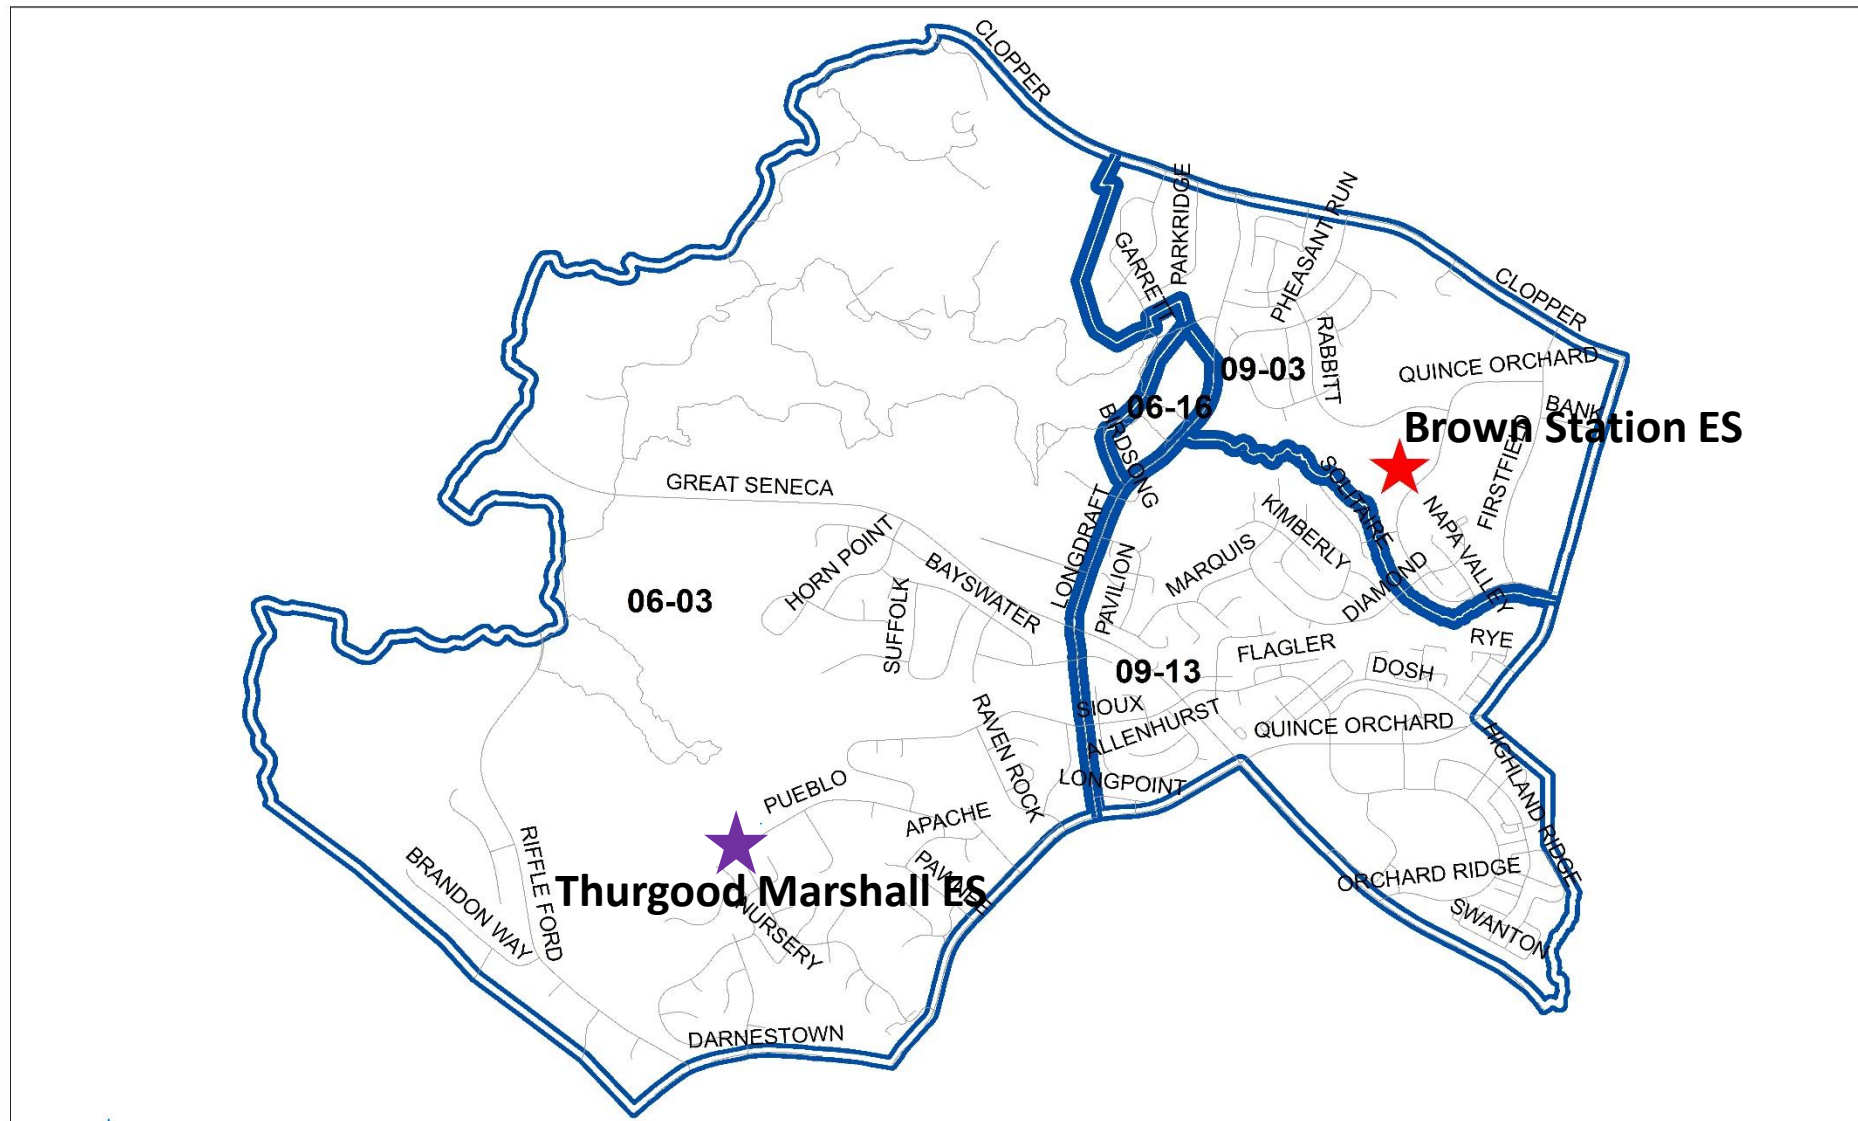 CLOPPER
PARKRIDGE
PHEASANT RUN
GARRETT
CLOPPER
RABBITT
QUINCE ORCHARD
09-03
06-16
BANK
BIRDSONG
Brown Station ES
FIRSTFIELD
SOLITAIRE
GREAT SENECA
NAPA VALLEY
KIMBERLY
LONGDRAFT
HORN POINT
MARQUIS
PAVILION
BAYSWATER
DIAMOND
06-03
SUFFOLK
RYE
FLAGLER
DOSH
09-13
SIOUX
ALLENHURST
QUINCE ORCHARD
RAVEN ROCK
HIGHLAND RIDGE
LONGPOINT
PUEBLO
APACHE
RIFFLE FORD
BRANDON WAY
PAWNEE
Thurgood Marshall ES
ORCHARD RIDGE
NURSERY
SWANTON
DARNESTOWN